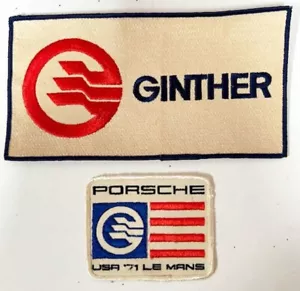 GINTHER
PORSCHE
USA '71 LE MANS